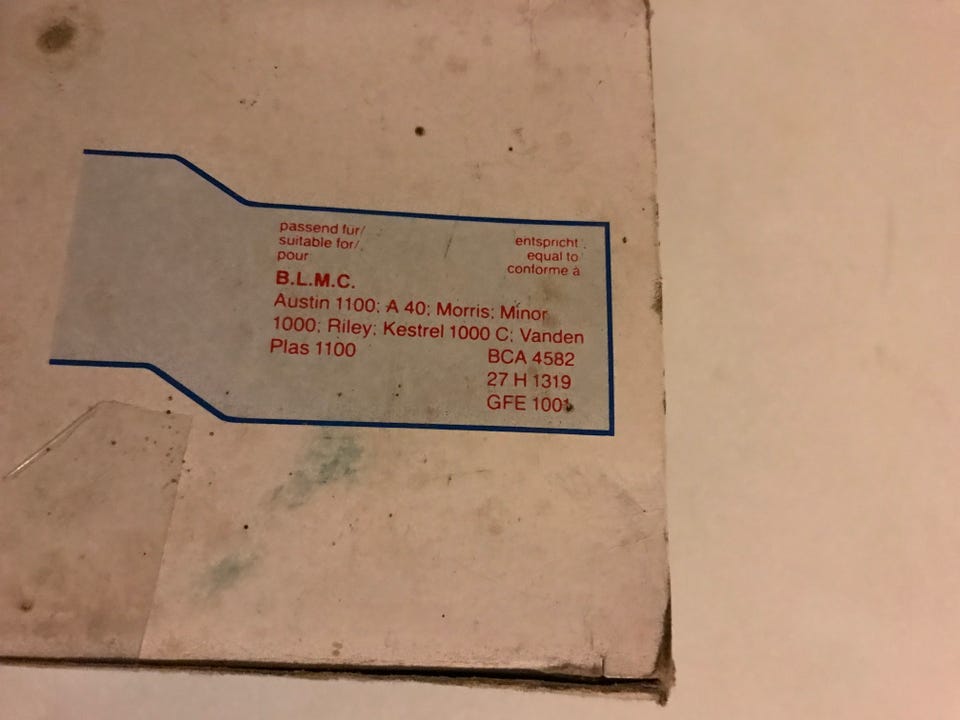 passend fur/
suitable for/
pour
entspricht
equal to
conforme à
B.L.M.C.
Austin 1100; A 40; Morris; Minor
1000; Riley; Kestrel 1000 C; Vanden
Plas 1100
BCA 4582
27 H 1319
GFE 1001